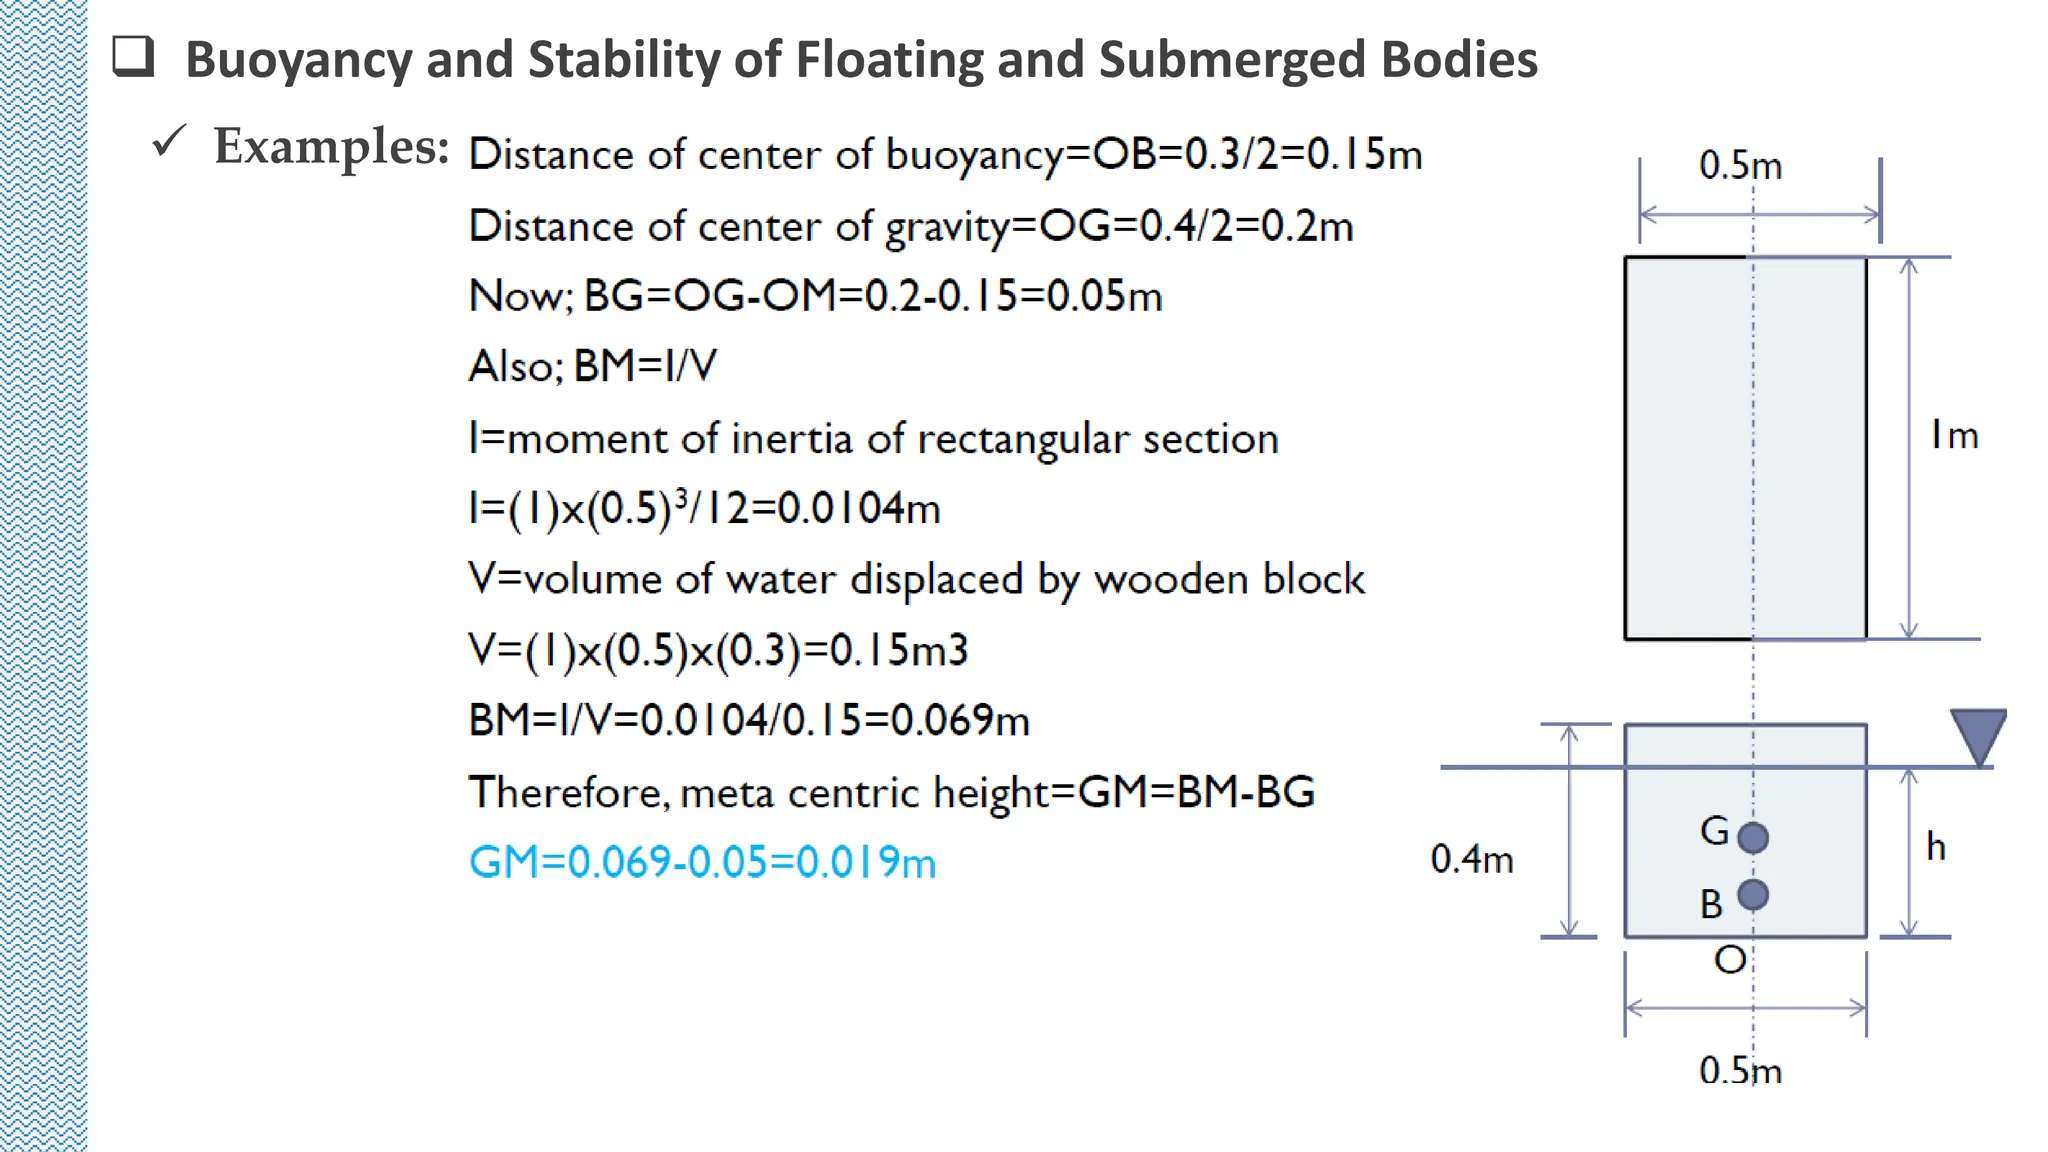 Buoyancy and Stability of Floating and Submerged Bodies
Examples:
Distance of center of buoyancy=OB=0.3/2=0.15m
Distance of center of gravity=OG=0.4/2=0.2m
Now; BG=OG-OM=0.2-0.15=0.05m
Also; BM=I/V
I=moment of inertia of rectangular section
I=(1)x(0.5)³/12=0.0104m
V=volume of water displaced by wooden block
V=(1)x(0.5)x(0.3)=0.15m3
BM=I/V=0.0104/0.15=0.069m
Therefore, meta centric height=GM=BM-BG
GM=0.069-0.05=0.019m
0.5m
1m
G
h
0.4m
B
O
0.5m